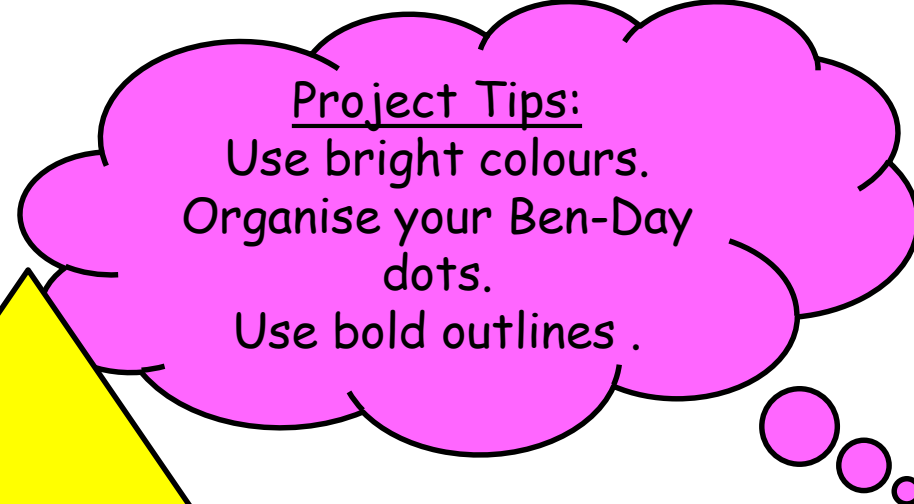 Project Tips:
Use bright colours.
Organise your Ben-Day
dots.
Use bold outlines .